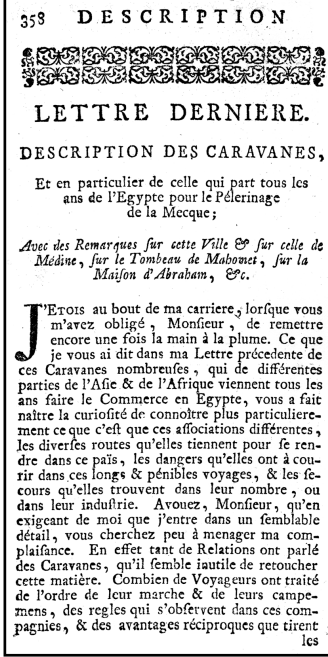 358 DESCRIPTION
LETTRE DERNIERE.
DESCRIPTION DES CARAVANES,
Et en particulier de celle qui part tous les
ans de l'Egypte pour le Pélerinage
de la Mecque;
Avec des Remarques ſur cette Ville & ſur celle de
Médine, ſur le Tombeau de Mahomet, ſur la
Maiſon d'Abraham, &c.
J'ETOIS au bout de ma carriere, lorſque vous
m'avez obligé, Monſieur, de remettre
encore une fois la main à la plume. Ce que
je vous ai dit dans ma Lettre précedente de
ces Caravanes nombreuſes, qui de différentes
parties de l'Aſie & de l'Afrique viennent tous les
ans faire le Commerce en Egypte, vous a fait
naître la curioſité de connoître plus particuliere-
ment ce que c'eſt que ces aſſociations différentes,
les diverſes routes qu'elles tiennent pour ſe ren-
dre dans ce païs, les dangers qu'elles ont à cou-
rir dans ces longs & pénibles voyages, & les ſe-
cours qu'elles trouvent dans leur nombre, ou
dans leur induſtrie. Avouez, Monſieur, qu'en
exigeant de moi que j'entre dans un ſemblable
détail, vous cherchez peu à menager ma com-
plaiſance. En effet tant de Relations ont parlé
des Caravanes, qu'il ſemble inutile de retoucher
cette matière. Combien de Voyageurs ont traité
de l'ordre de leur marche & de leurs campe-
mens, des regles qui s'obſervent dans ces com-
pagnies, & des avantages réciproques que tirent
les